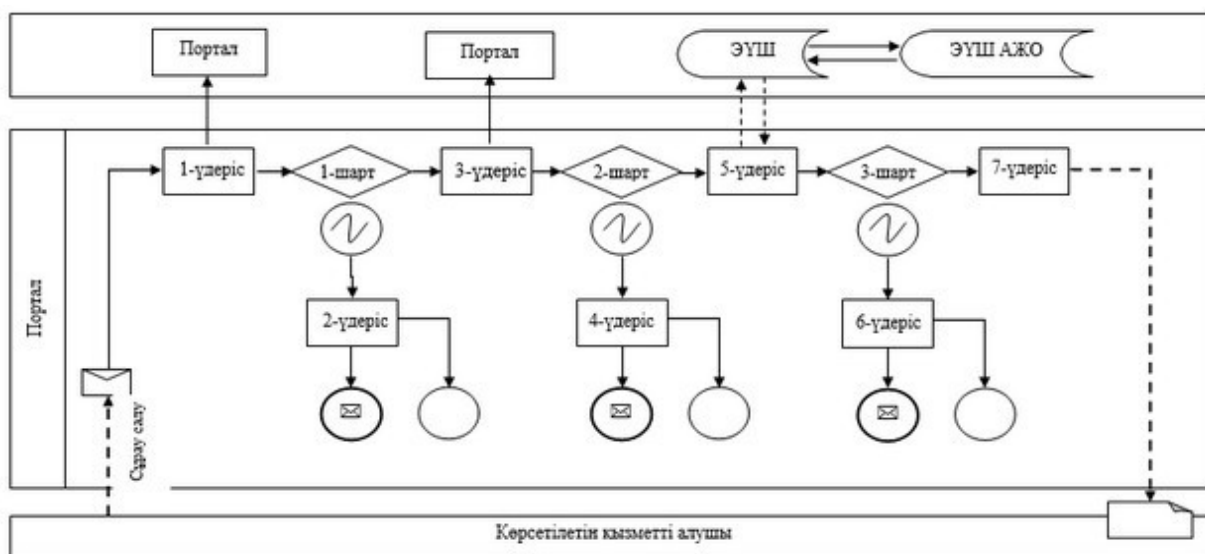 Портал
Портал
ЭҮШ
ЭҮШ АЖО
Портал
1-үдеріс
1-шарт
3-үдеріс
2-шарт
5-үдеріс
3-шарт
7-үдеріс
2-үдеріс
4-үдеріс
6-үдеріс
Сұрау салу
Көрсетілетін қызметті алушы